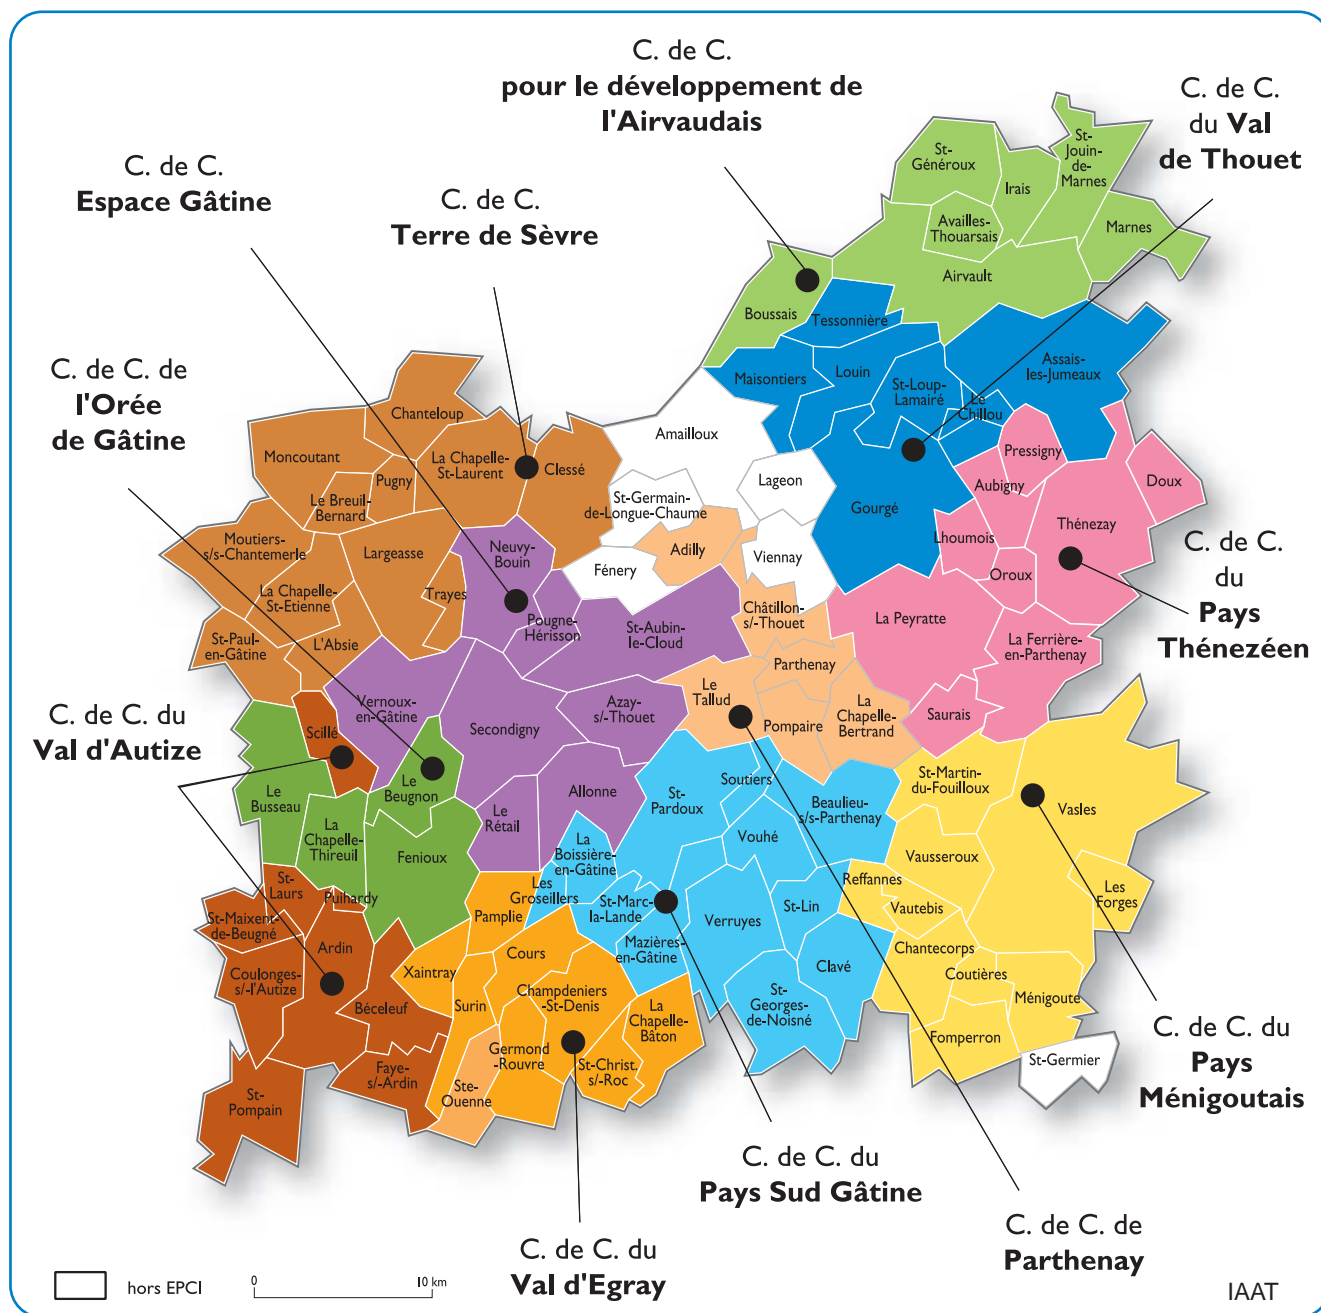 C. de C.
pour le développement de
l'Airvaudais
C. de C.
du Val
de Thouet
C. de C.
Espace Gâtine
C. de C.
Terre de Sèvre
C. de C. de
l'Orée
de Gâtine
C. de C. du
Val d'Autize
C. de C.
du
Pays
Thénezéen
C. de C. du
Pays
Ménigoutais
C. de C. du
Pays Sud Gâtine
C. de C. de
Parthenay
C. de C. du
Val d'Egray
St-
Généroux
Irais
St-
Jouin-
de-
Marnes
Marnes
Availles-
Thouarsais
Airvault
Boussais
Tessonnière
Maisontiers
Louin
St-Loup-
Lamairé
Le
Chillou
Assais-
les-Jumeaux
Gourgé
Pressigny
Aubigny
Doux
Thénezay
Lhoumois
Oroux
La Peyratte
La Ferrière-
en-Parthenay
Saurais
Amailloux
Lageon
St-Germain-
de-Longue-Chaume
Viennay
Fénery
Adilly
Châtillon-
s/-Thouet
Parthenay
Le
Tallud
Pompaire
La
Chapelle-
Bertrand
Chanteloup
Moncoutant
La Chapelle-
St-Laurent
Clessé
Pugny
Le Breuil-
Bernard
Moutiers-
s/s-Chantemerle
Largeasse
La Chapelle-
St-Etienne
Trayes
St-Paul-
en-Gâtine
L'Absie
Neuvy-
Bouin
Pougne-
Hérisson
St-Aubin-
le-Cloud
Vernoux-
en-Gâtine
Secondigny
Azay-
s/-Thouet
Allonne
Le
Rétail
Scillé
Le
Busseau
Le
Beugnon
La
Chapelle-
Thireuil
Fenioux
Puihardy
St-
Laurs
St-Maixent-
de-Beugné
Ardin
Coulonges-
s/-l'Autize
Béceleuf
Faye-
s/-Ardin
St-
Pompain
Pamplie
Xaintray
Cours
Surin
Champdeniers
-St-Denis
La
Chapelle-
Bâton
Germond-
Rouvre
St-Christ.
s/-Roc
Ste-
Ouenne
St-
Pardoux
Soutiers
Beaulieu-
s/s-Parthenay
Vouhé
La
Boissière-
en-Gâtine
Les
Groseillers
St-Marc-
la-Lande
Mazières-
en-Gâtine
Verruyes
St-Lin
Clavé
St-
Georges-
de-Noisné
St-Martin-
du-Fouilloux
Vasles
Vausseroux
Reffannes
Vautebis
Les
Forges
Chantecorps
Coutières
Ménigoute
Fomperron
St-Germier
hors EPCI
0
10 km
IAAT